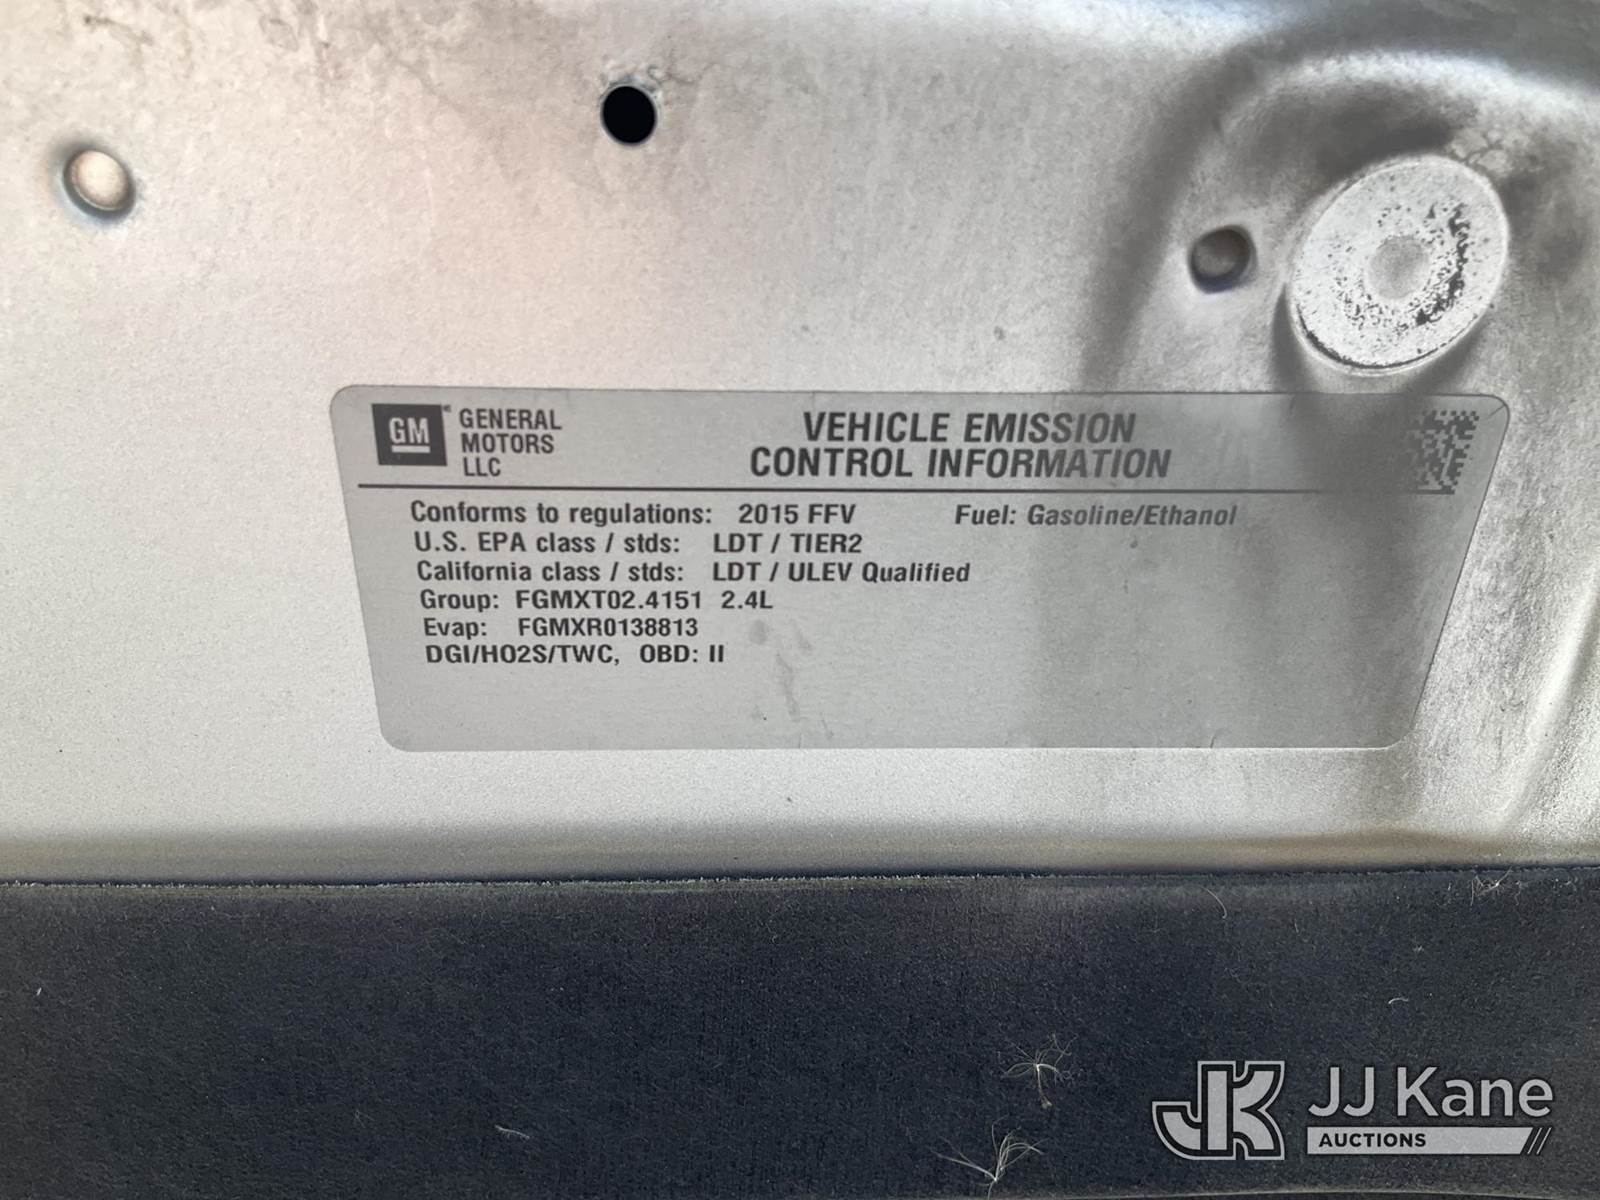 GM
GENERAL
MOTORS
LLC
VEHICLE EMISSION
CONTROL INFORMATION
Conforms to regulations: 2015 FFV Fuel: Gasoline/Ethanol
U.S. EPA class / stds: LDT / TIER2
California class / stds: LDT / ULEV Qualified
Group: FGMXT02.4151 2.4L
Evap: FGMXR0138813
DGI/HO2S/TWC, OBD: II
JK JJ Kane
AUCTIONS